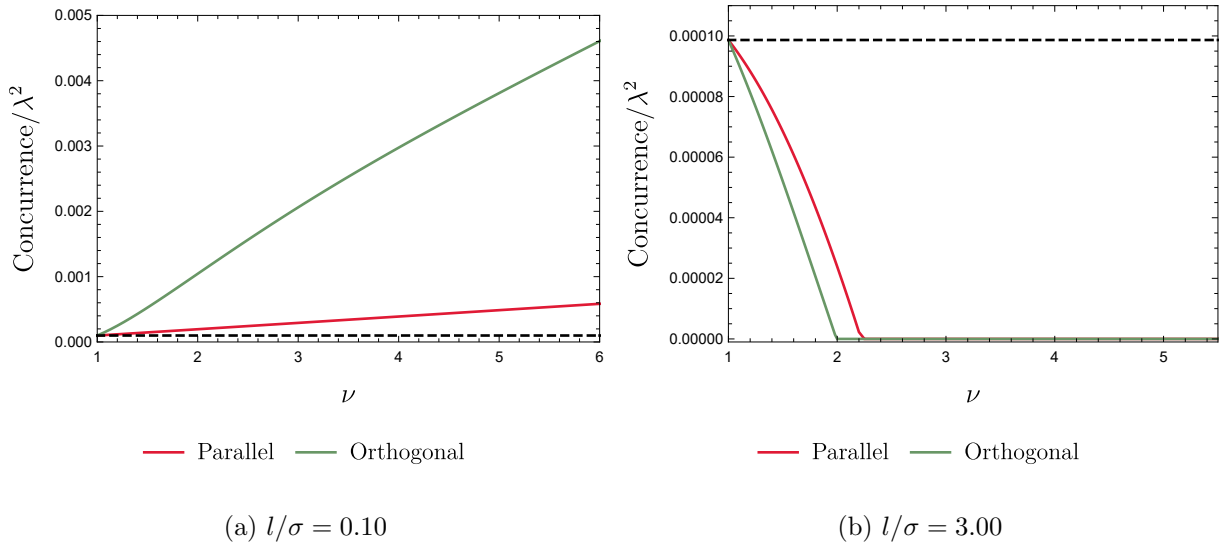 Concurrence/λ²
0.005
0.004
0.003
0.002
0.001
0.000
1 2 3 4 5 6
ν
Parallel Orthogonal
(a) l/σ = 0.10
Concurrence/λ²
0.00010
0.00008
0.00006
0.00004
0.00002
0.00000
1 2 3 4 5
ν
Parallel Orthogonal
(b) l/σ = 3.00